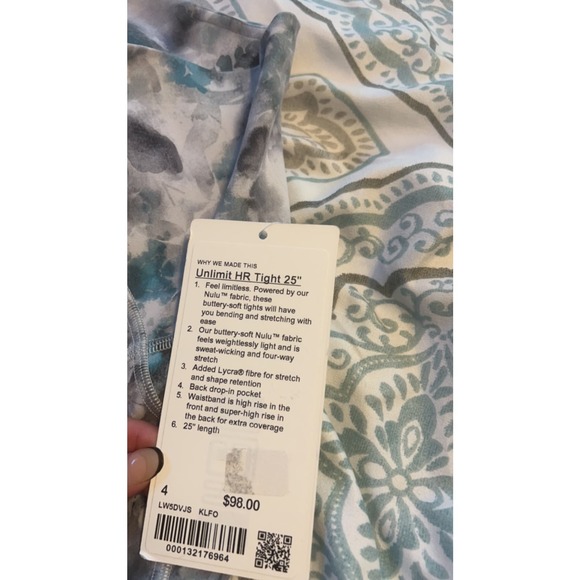 WHY WE MADE THIS
Unlimit HR Tight 25"
1. Feel limitless. Powered by our
Nulu™ fabric, these
buttery-soft tights will have
you bending and stretching with
ease
2. Our buttery-soft Nulu™ fabric
feels weightlessly light and is
sweat-wicking and four-way
stretch
3. Added Lycra® fibre for stretch
and shape retention
4. Back drop-in pocket
5. Waistband is high rise in the
front and super-high rise in
the back for extra coverage
6. 25" length
4
$98.00
LW5DVJS KLFO
000132176964